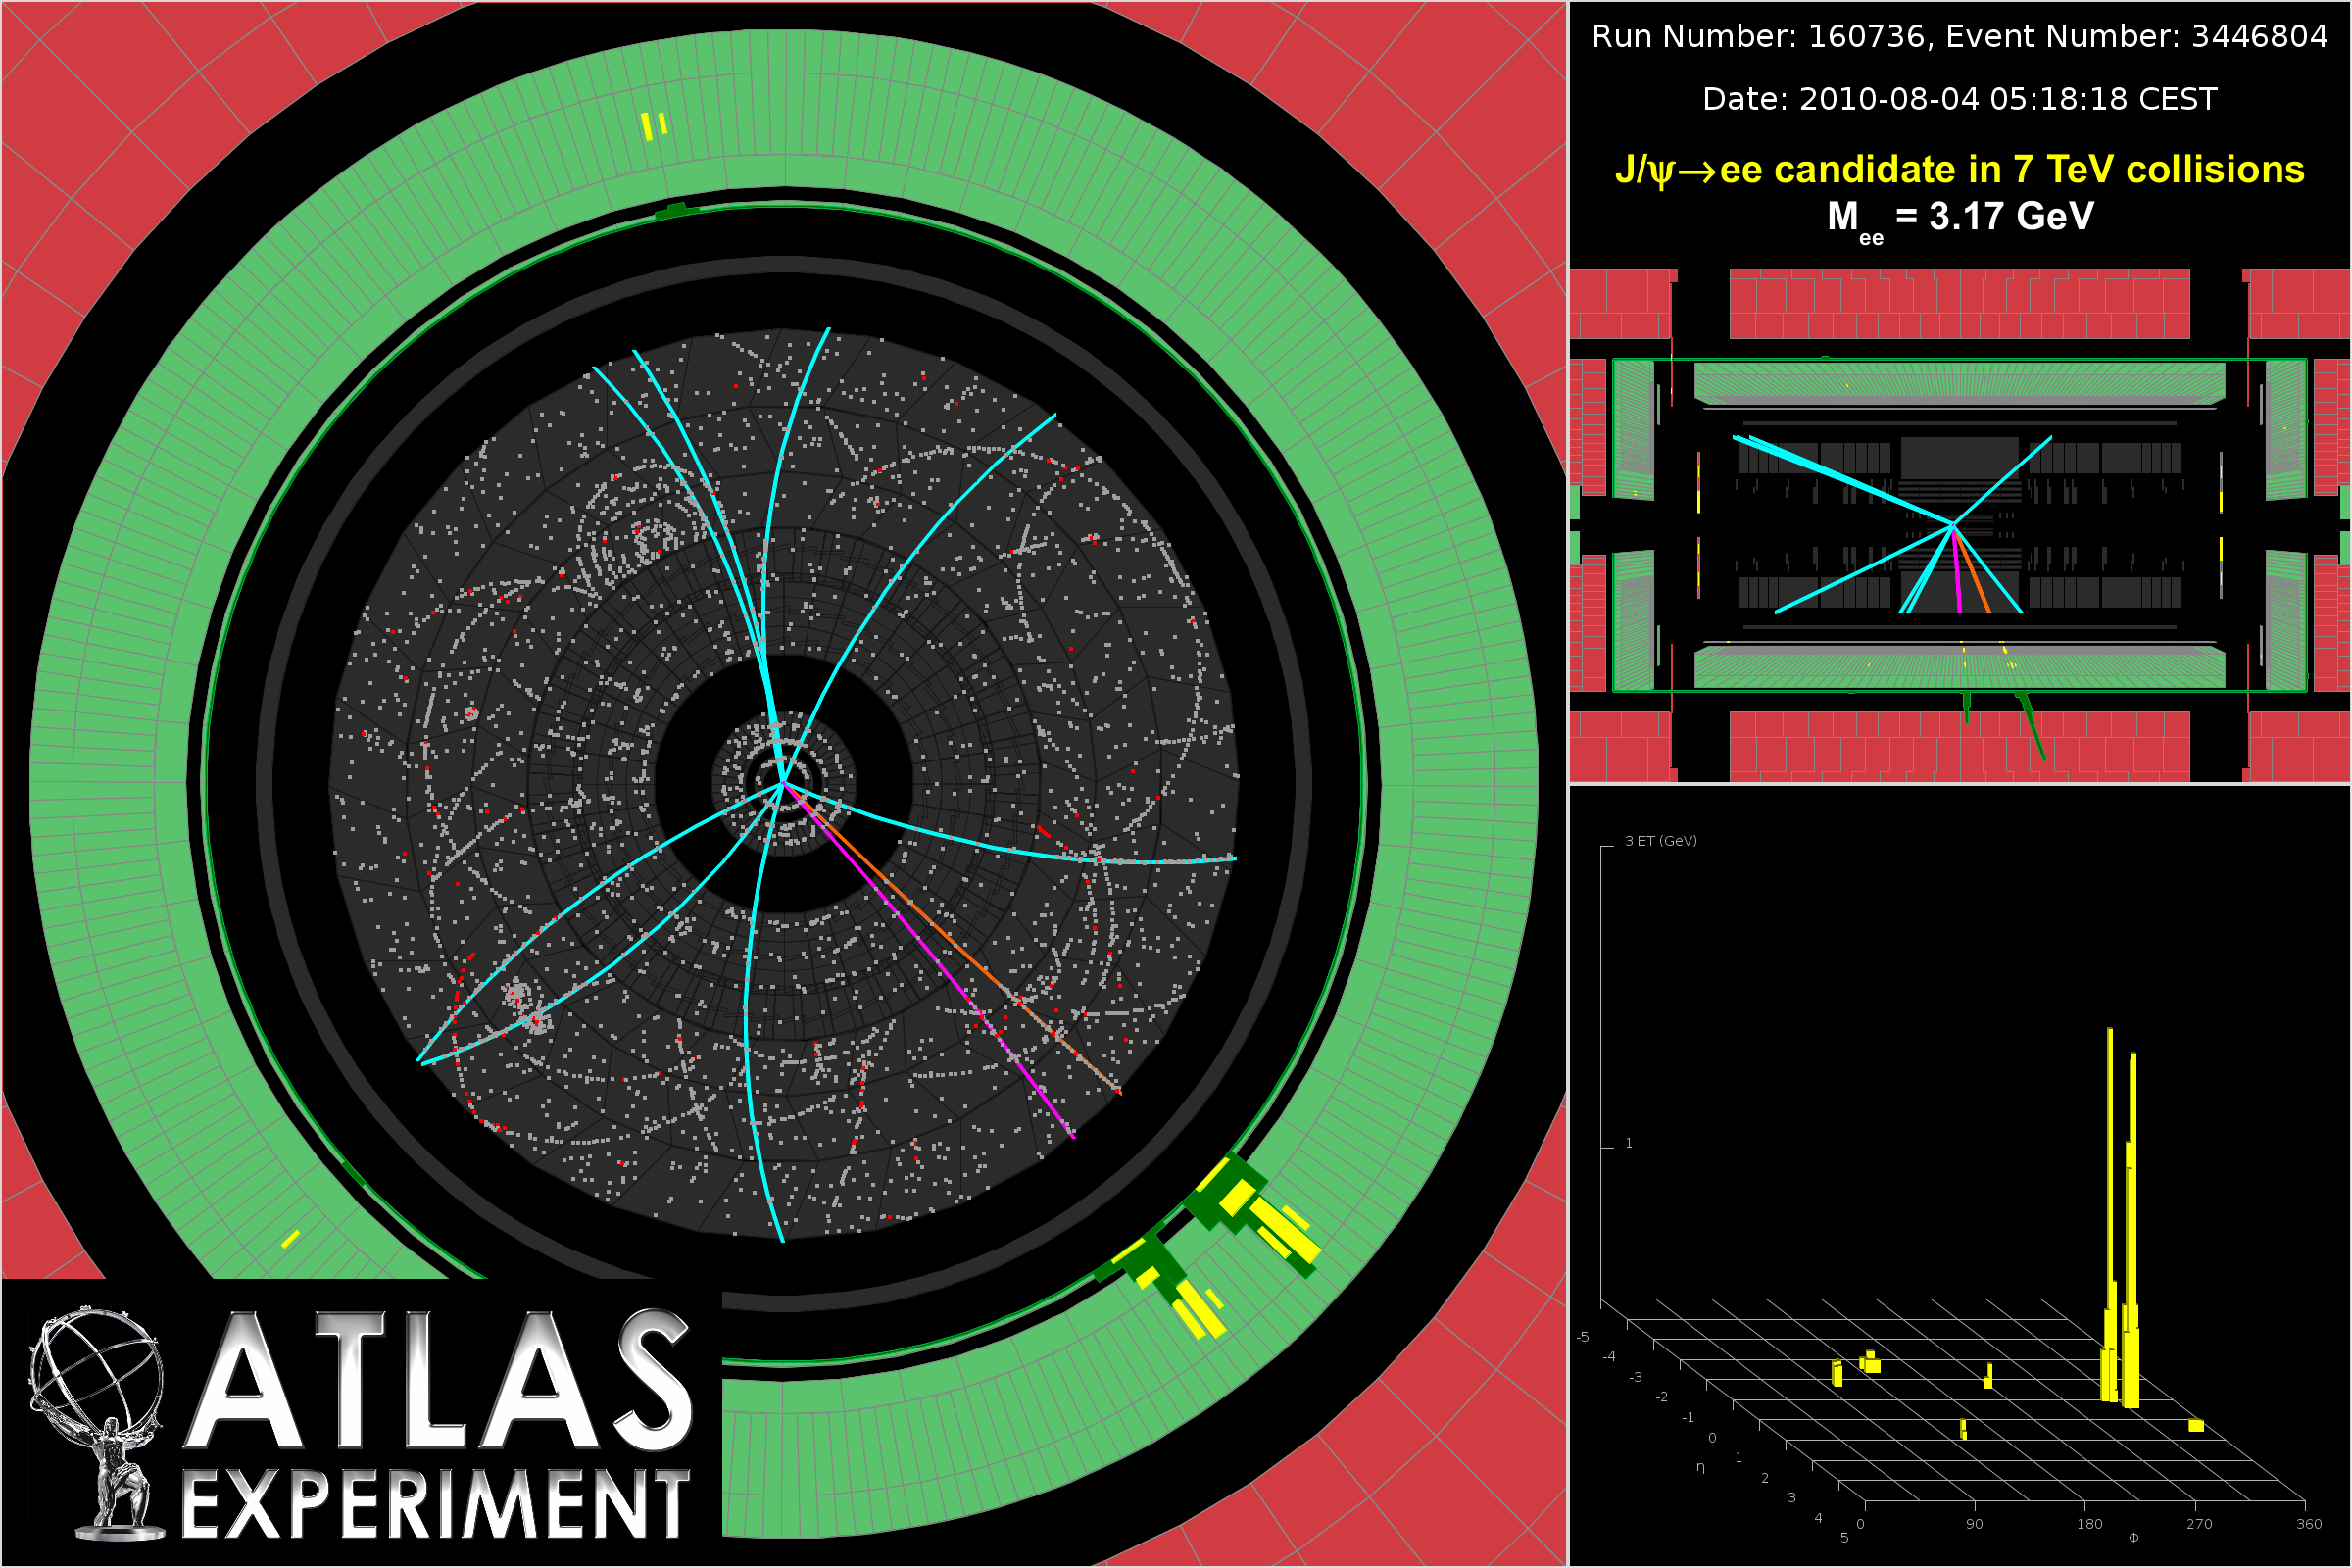 Run Number: 160736, Event Number: 3446804
Date: 2010-08-04 05:18:18 CEST
J/ψ→ee candidate in 7 TeV collisions
Mee = 3.17 GeV
3 ET (GeV)
1
-5
-4
-3
-2
-1
0
1
2
3
4
5
η
0
90
180
270
360
Φ
ATLAS
EXPERIMENT